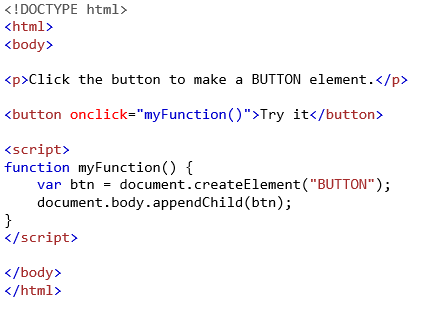 <!DOCTYPE html>
<html>
<body>
<p>Click the button to make a BUTTON element.</p>
<button onclick="myFunction()">Try it</button>
<script>
function myFunction() {
    var btn = document.createElement("BUTTON");
    document.body.appendChild(btn);
}
</script>
</body>
</html>